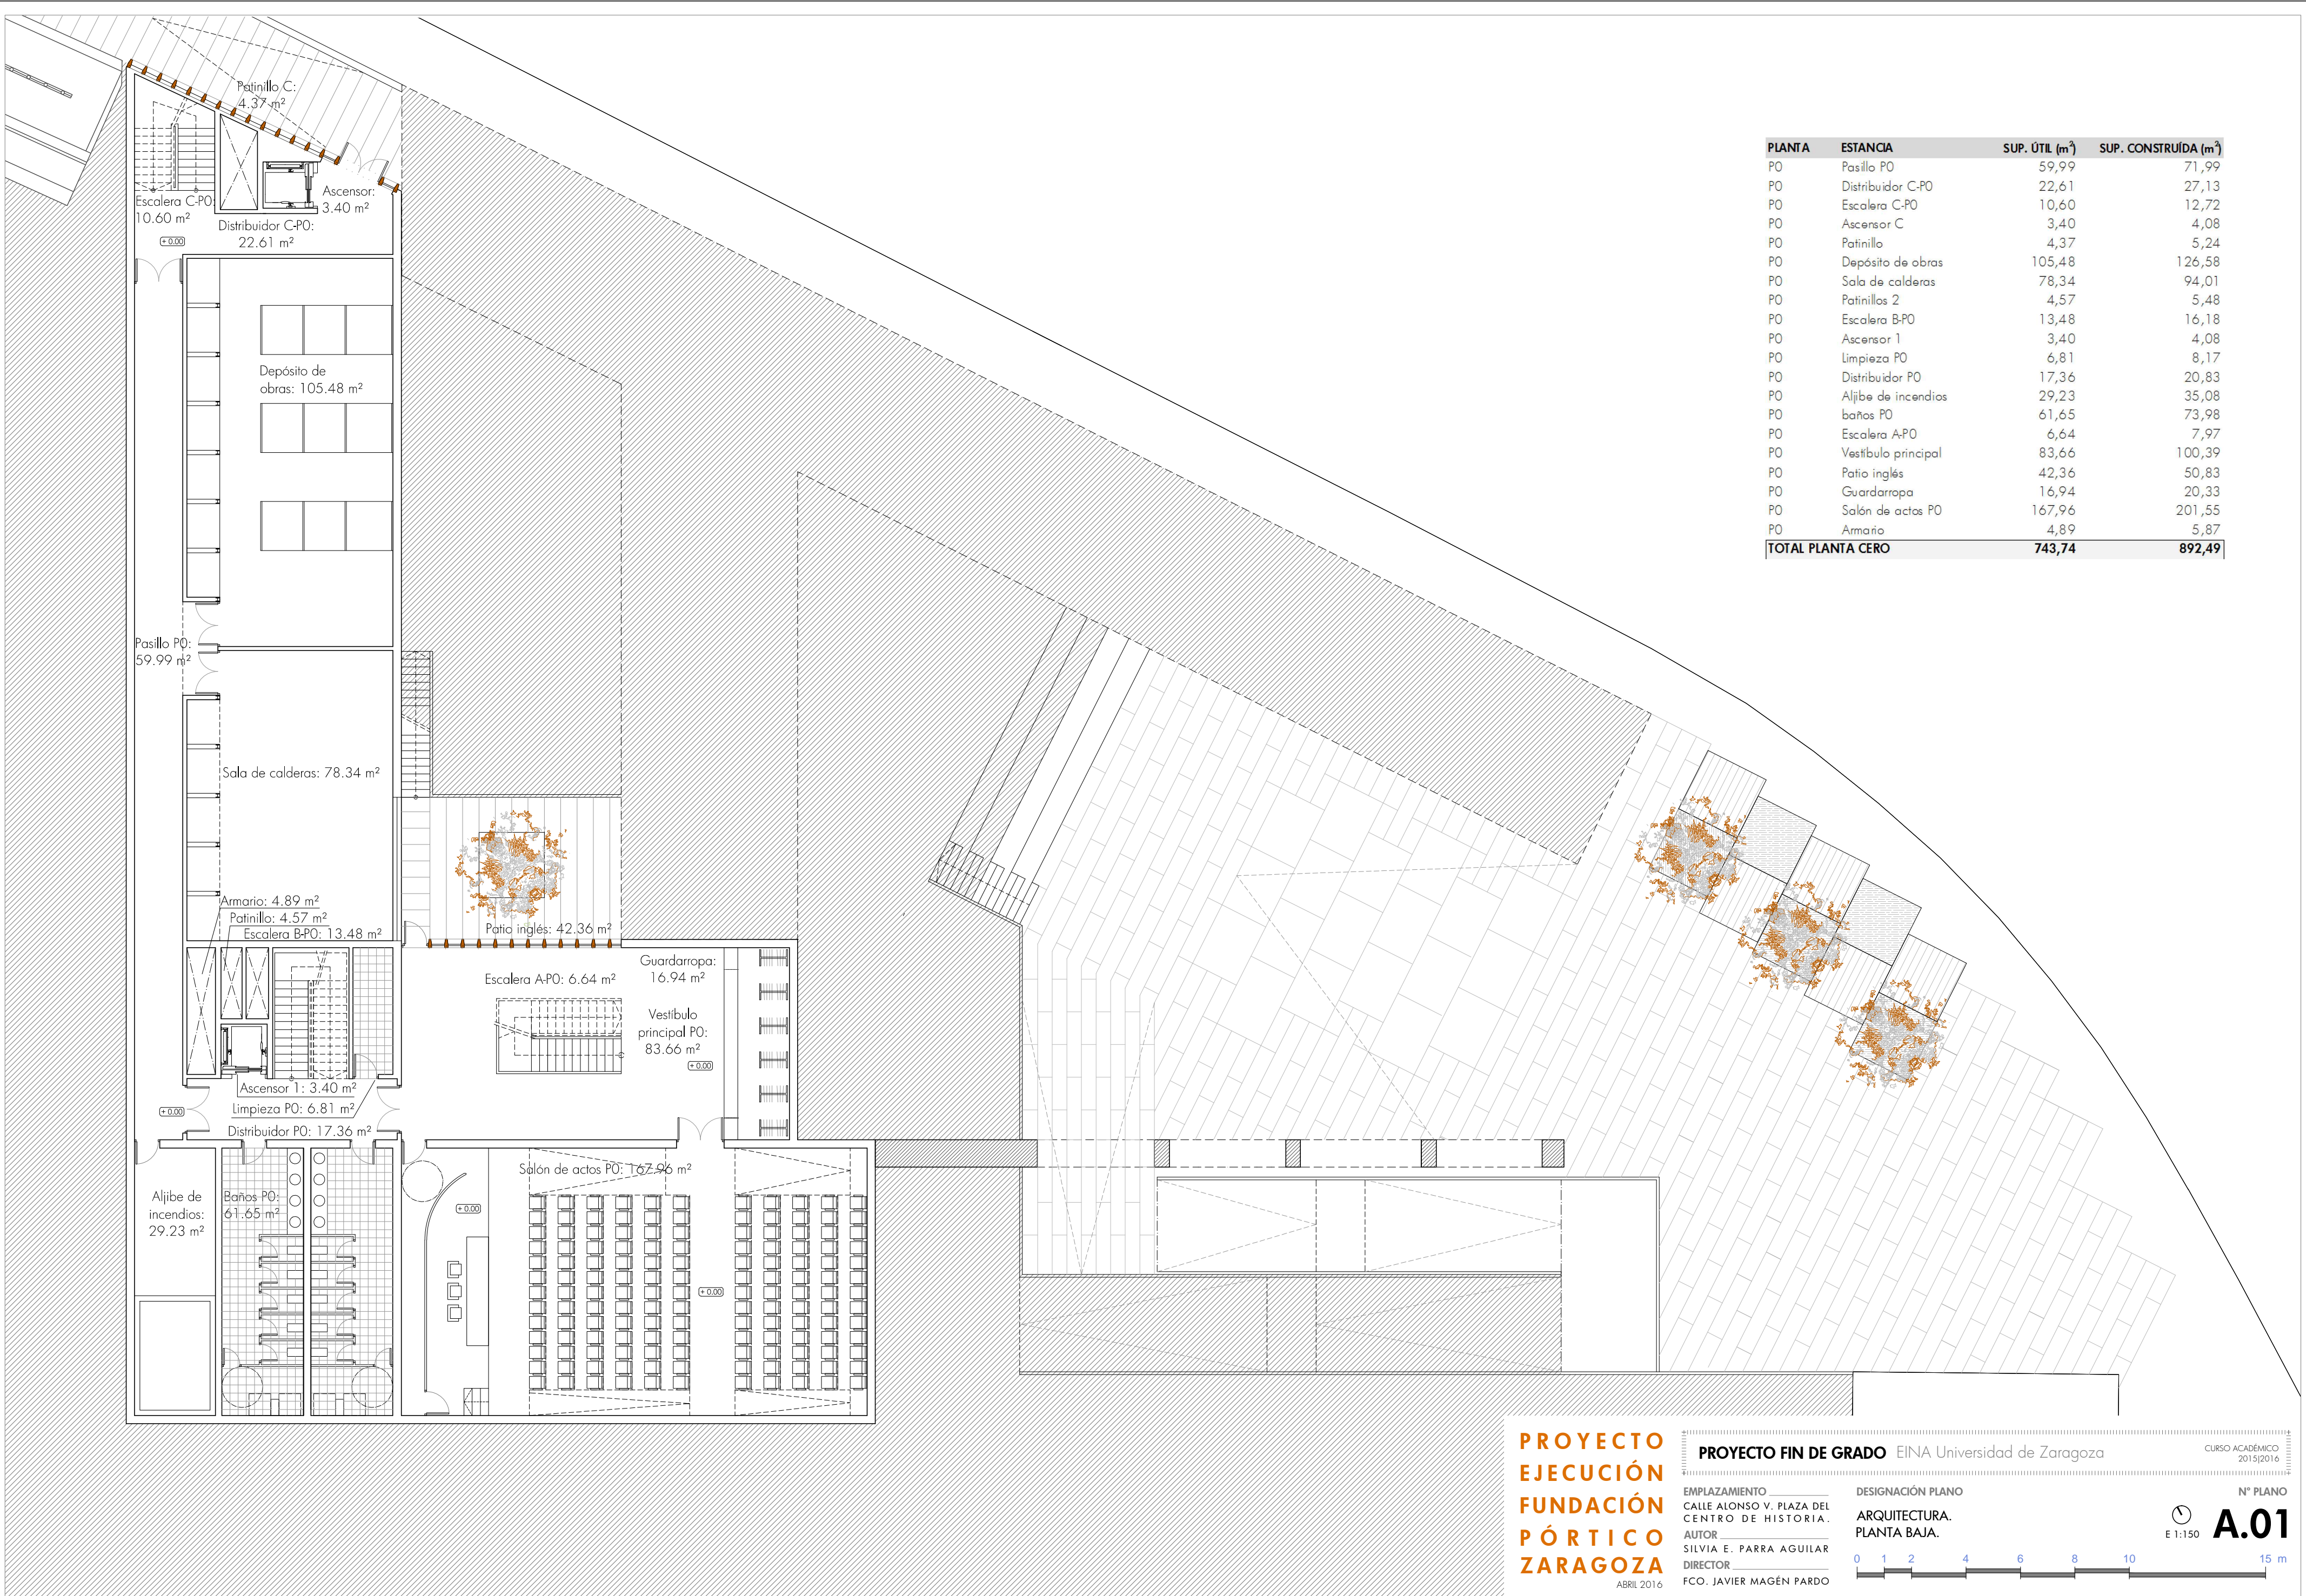 Patinillo C:
4.37 m²
Ascensor:
3.40 m²
Escalera C-P0:
10.60 m²
Distribuidor C-P0:
22.61 m²
+ 0.00
Depósito de
obras: 105.48 m²
Pasillo P0:
59.99 m²
Sala de calderas: 78.34 m²
Armario: 4.89 m²
Patinillo: 4.57 m²
Escalera B-P0: 13.48 m²
Patio inglés: 42.36 m²
Escalera A-P0: 6.64 m²
Guardarropa:
16.94 m²
Vestíbulo
principal P0:
83.66 m²
+ 0.00
Ascensor 1: 3.40 m²
Limpieza P0: 6.81 m²
+ 0.00
Distribuidor P0: 17.36 m²
Salón de actos P0: 167.96 m²
Aljibe de
incendios:
29.23 m²
Baños P0:
61.65 m²
+ 0.00
+ 0.00
PLANTA ESTANCIA SUP. ÚTIL (m²) SUP. CONSTRUÍDA (m²)
P0 Pasillo P0 59,99 71,99
P0 Distribuidor C-P0 22,61 27,13
P0 Escalera C-P0 10,60 12,72
P0 Ascensor C 3,40 4,08
P0 Patinillo 4,37 5,24
P0 Depósito de obras 105,48 126,58
P0 Sala de calderas 78,34 94,01
P0 Patinillos 2 4,57 5,48
P0 Escalera B-P0 13,48 16,18
P0 Ascensor 1 3,40 4,08
P0 Limpieza P0 6,81 8,17
P0 Distribuidor P0 17,36 20,83
P0 Aljibe de incendios 29,23 35,08
P0 baños P0 61,65 73,98
P0 Escalera A-P0 6,64 7,97
P0 Vestíbulo principal 83,66 100,39
P0 Patio inglés 42,36 50,83
P0 Guardarropa 16,94 20,33
P0 Salón de actos P0 167,96 201,55
P0 Armario 4,89 5,87
TOTAL PLANTA CERO 743,74 892,49
PROYECTO
EJECUCIÓN
FUNDACIÓN
PÓRTICO
ZARAGOZA
ABRIL 2016
PROYECTO FIN DE GRADO EINA Universidad de Zaragoza
CURSO ACADÉMICO
2015|2016
EMPLAZAMIENTO
CALLE ALONSO V. PLAZA DEL
CENTRO DE HISTORIA.
AUTOR
SILVIA E. PARRA AGUILAR
DIRECTOR
FCO. JAVIER MAGÉN PARDO
DESIGNACIÓN PLANO
ARQUITECTURA.
PLANTA BAJA.
Nº PLANO
E 1:150 A.01
0 1 2 4 6 8 10 15 m